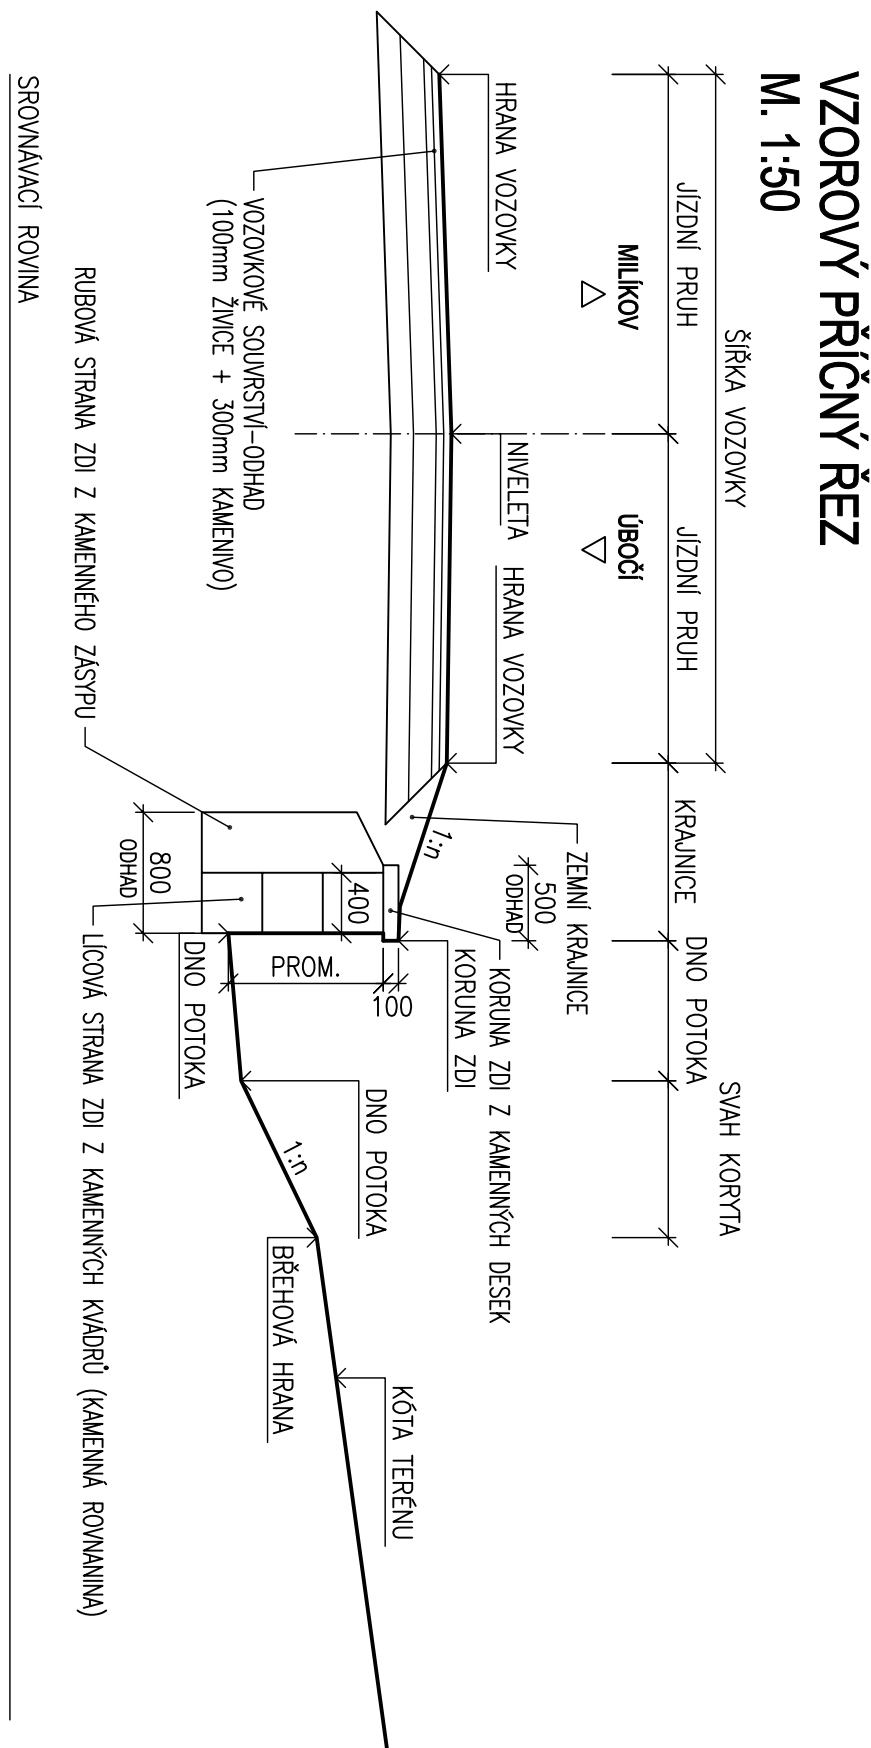 VZOROVÝ PŘÍČNÝ ŘEZ
M. 1:50
ŠÍŘKA VOZOVKY
SVAH KORYTA
JÍZDNÍ PRUH
JÍZDNÍ PRUH
KRAJNICE
DNO POTOKA
MILÍKOV
ÚBOČÍ
ZEMNÍ KRAJNICE
500
ODHAD
HRANA VOZOVKY
NIVELETA
HRANA VOZOVKY
KORUNA ZDI Z KAMENNÝCH DESEK
KORUNA ZDI
1:n
KÓTA TERÉNU
100
DNO POTOKA
400
PROM.
1:n
BŘEHOVÁ HRANA
VOZOVKOVÉ SOUVRSTVÍ-ODHAD
(100mm ŽIVICE + 300mm KAMENIVO)
DNO POTOKA
800
ODHAD
LÍCOVÁ STRANA ZDI Z KAMENNÝCH KVÁDRŮ (KAMENNÁ ROVNANINA)
RUBOVÁ STRANA ZDI Z KAMENNÉHO ZÁSYPU
SROVNÁVACÍ ROVINA